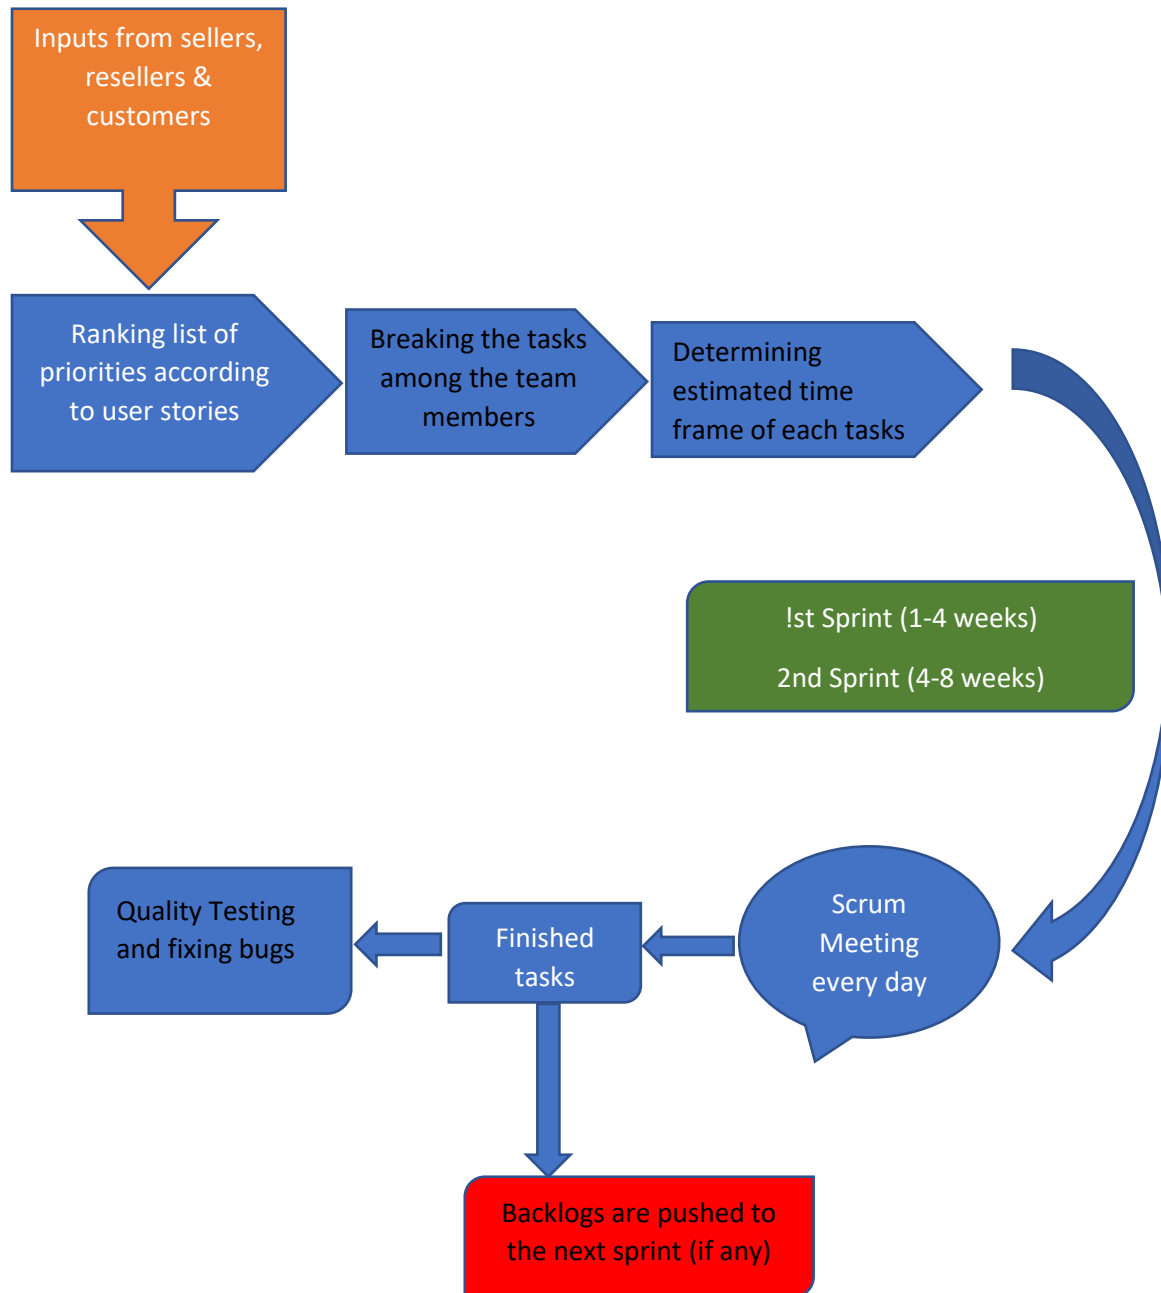 Inputs from sellers,
resellers &
customers
Ranking list of
priorities according
to user stories
Breaking the tasks
among the team
members
Determining
estimated time
frame of each tasks
!st Sprint (1-4 weeks)
2nd Sprint (4-8 weeks)
Scrum
Meeting
every day
Finished
tasks
Quality Testing
and fixing bugs
Backlogs are pushed to
the next sprint (if any)